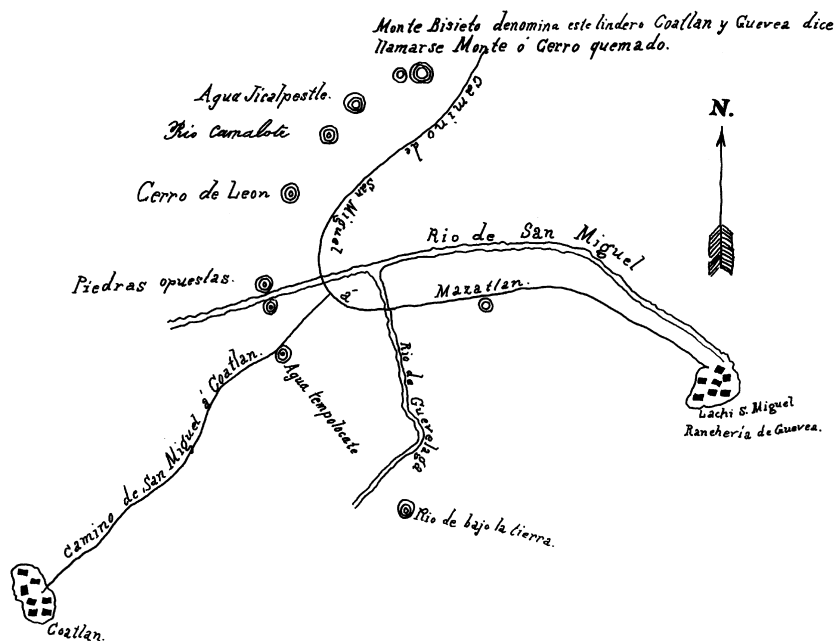 Monte Bisieto denomina este lindero Coatlan y Guevea dice
llamarse Monte ó Cerro quemado.
Agua Jicalpestle.
Rio Camalote
Cerro de Leon
Camino de San Miguel á Mazatlan.
N.
Rio de San Miguel
Piedras opuestas.
Rio de Guevelaga
Agua tempolocate
Camino de San Miguel á Coatlan.
Lachi S. Miguel
Ranchería de Guevea.
Rio de bajo la tierra.
Coatlan.